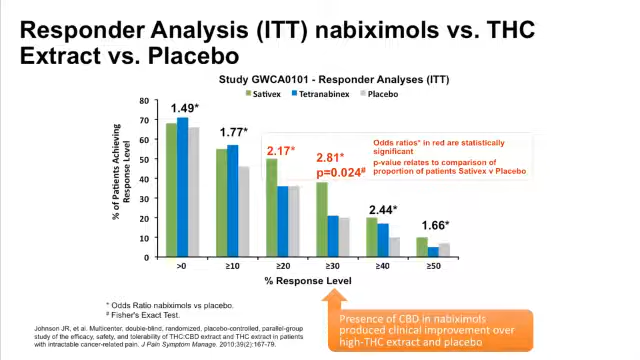 Responder Analysis (ITT) nabiximols vs. THC
Extract vs. Placebo
Study GWCA0101 - Responder Analyses (ITT)
Sativex Tetranabinex Placebo
% of Patients Achieving
Response Level
80
70
60
50
40
30
20
10
0
1.49*
1.77*
2.17*
2.81*
p=0.024#
2.44*
1.66*
Odds ratios* in red are statistically
significant
p-value relates to comparison of
proportion of patients Sativex v Placebo
>0 ≥10 ≥20 ≥30 ≥40 ≥50
% Response Level
* Odds Ratio nabiximols vs placebo.
# Fisher's Exact Test.
Presence of CBD in nabiximols
produced clinical improvement over
high-THC extract and placebo
Johnson JR, et al. Multicenter, double-blind, randomized, placebo-controlled, parallel-group
study of the efficacy, safety, and tolerability of THC:CBD extract and THC extract in patients
with intractable cancer-related pain. J Pain Symptom Manage. 2010;39(2):167-79.